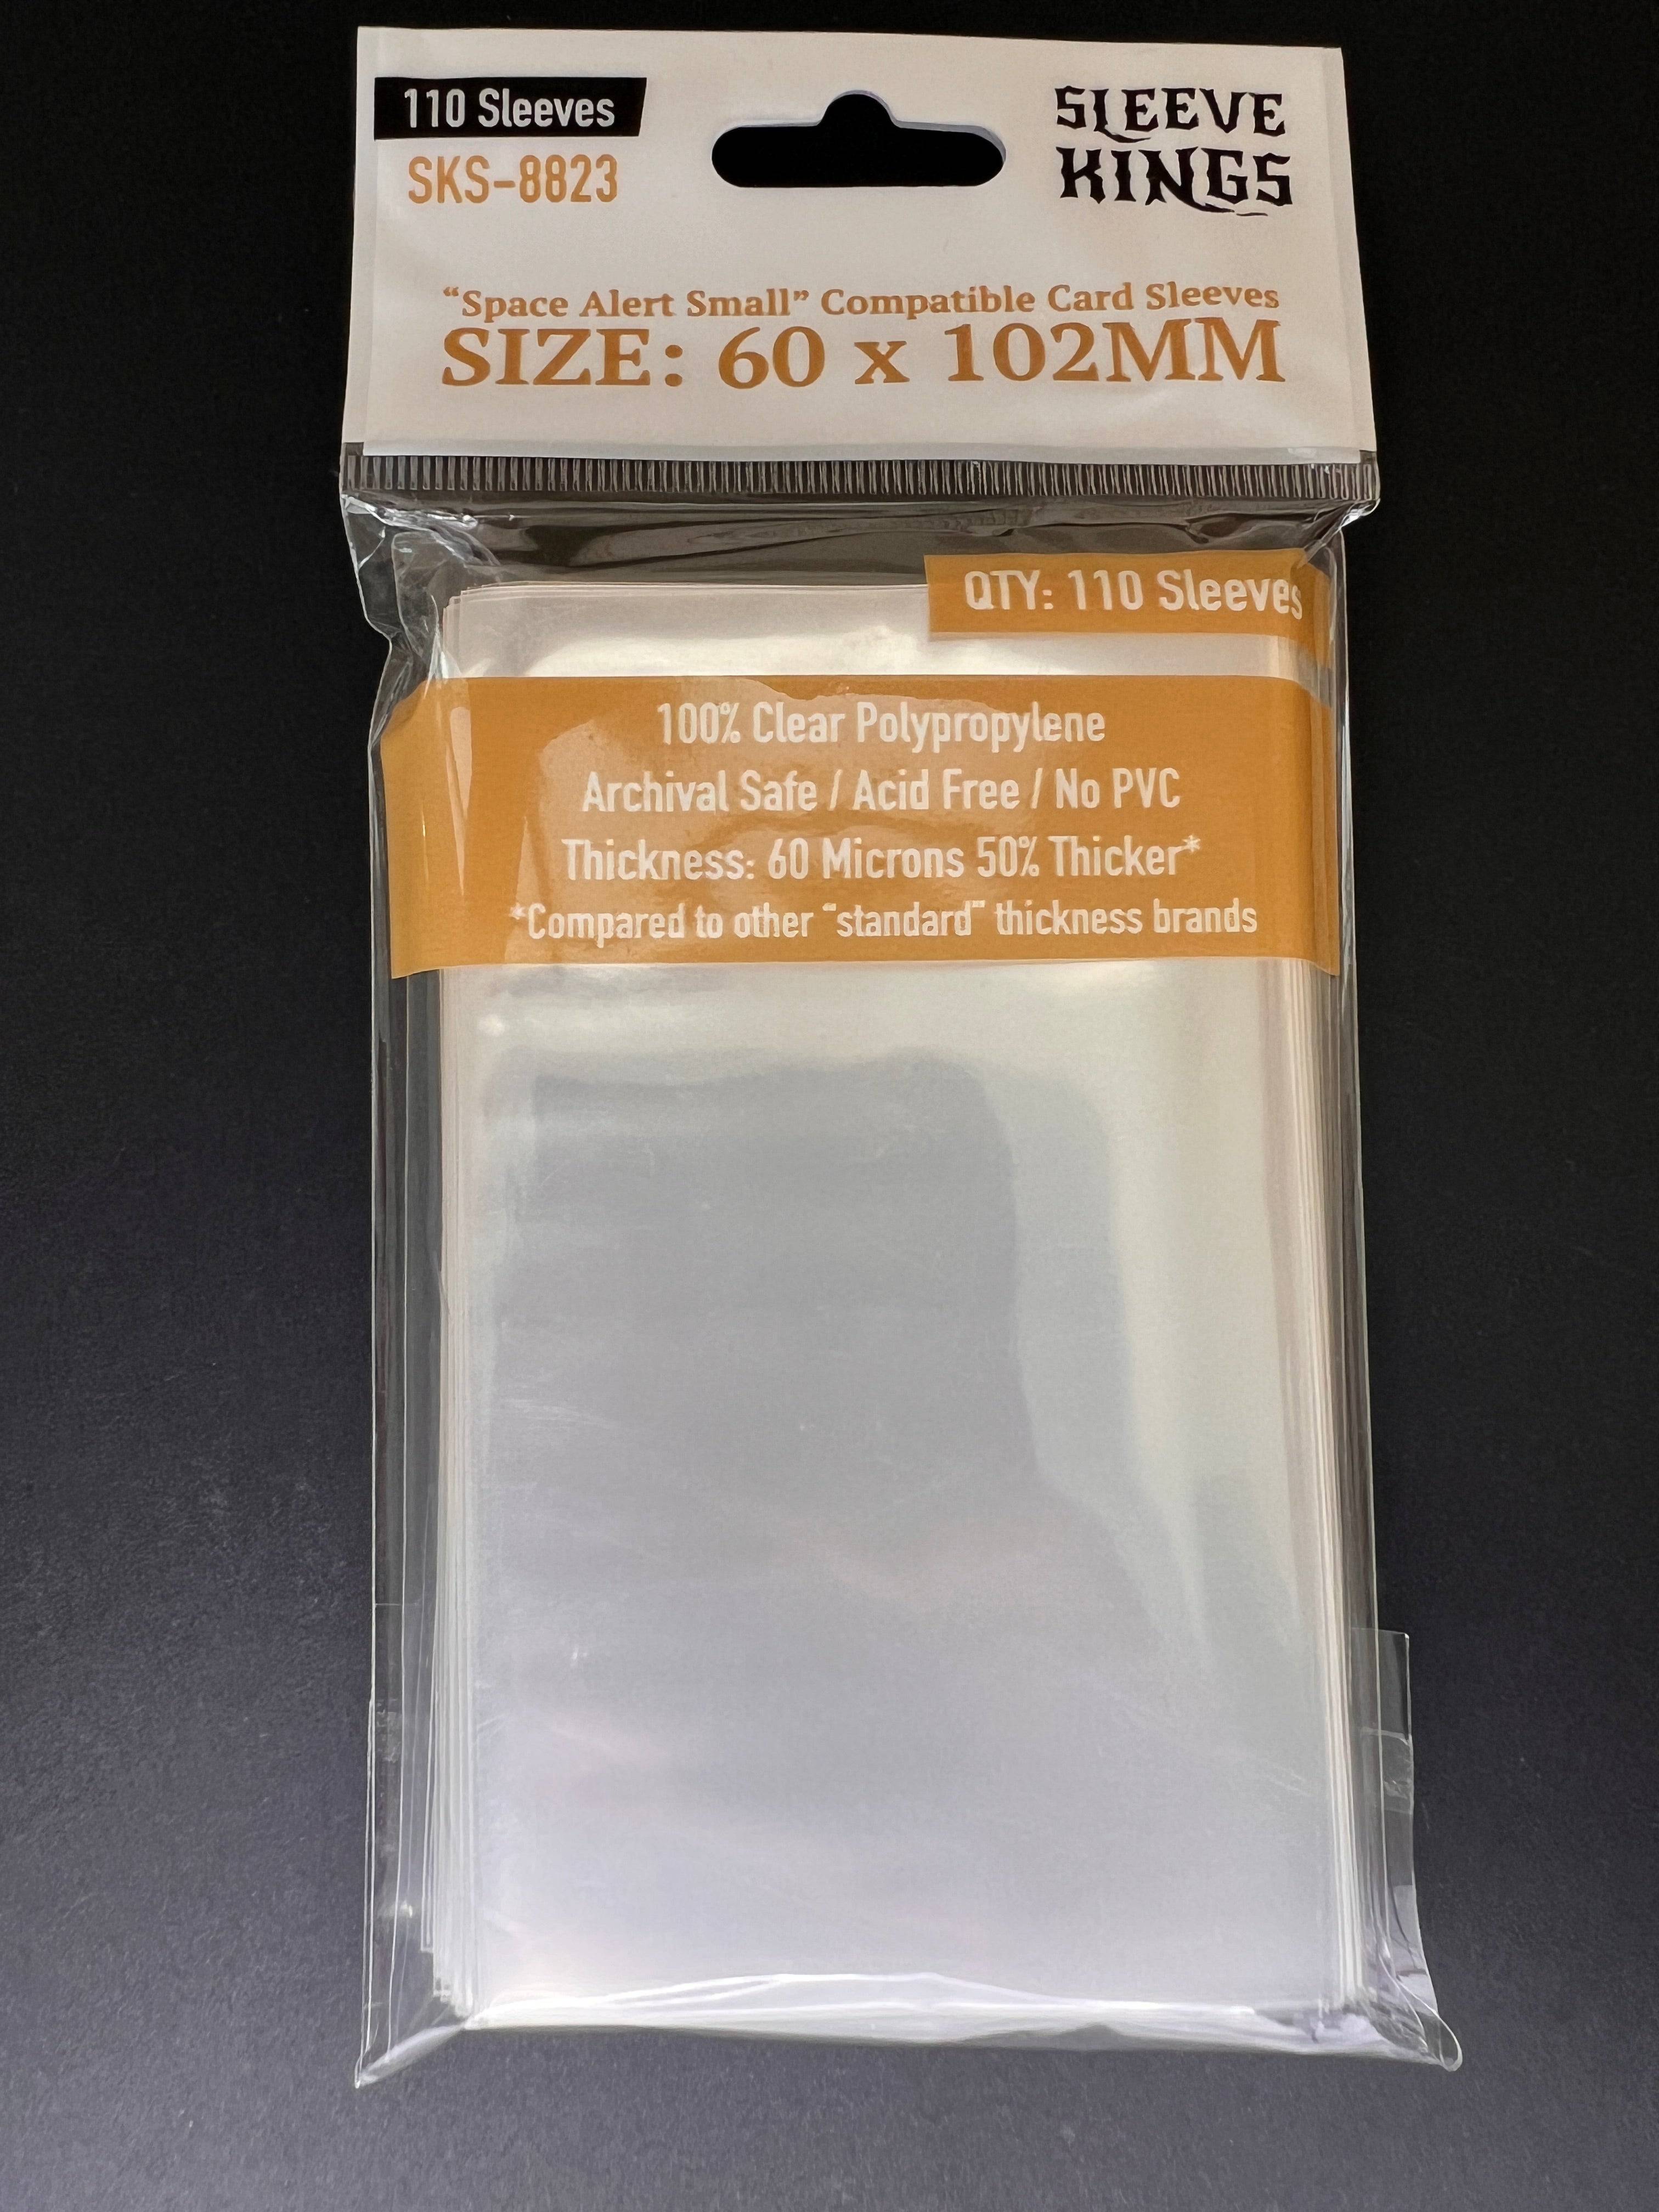 110 Sleeves
SKS-8823
SLEEVE
KINGS
“Space Alert Small” Compatible Card Sleeves
SIZE: 60 x 102MM
QTY: 110 Sleeves
100% Clear Polypropylene
Archival Safe / Acid Free / No PVC
Thickness: 60 Microns 50% Thicker*
*Compared to other “standard” thickness brands